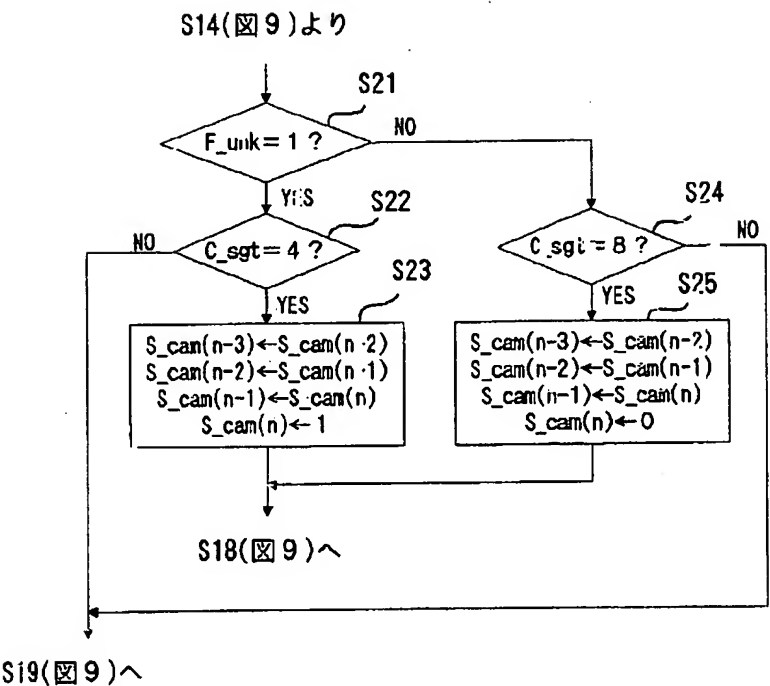 S14(図9)より
S21
F_unk=1?
NO
YES
S22
C_sgt=4?
NO
YES
S23
S_cam(n-3)←S_cam(n-2)
S_cam(n-2)←S_cam(n-1)
S_cam(n-1)←S_cam(n)
S_cam(n)←1
S24
C_sgt=8?
NO
YES
S25
S_cam(n-3)←S_cam(n-2)
S_cam(n-2)←S_cam(n-1)
S_cam(n-1)←S_cam(n)
S_cam(n)←0
S18(図9)へ
S19(図9)へ